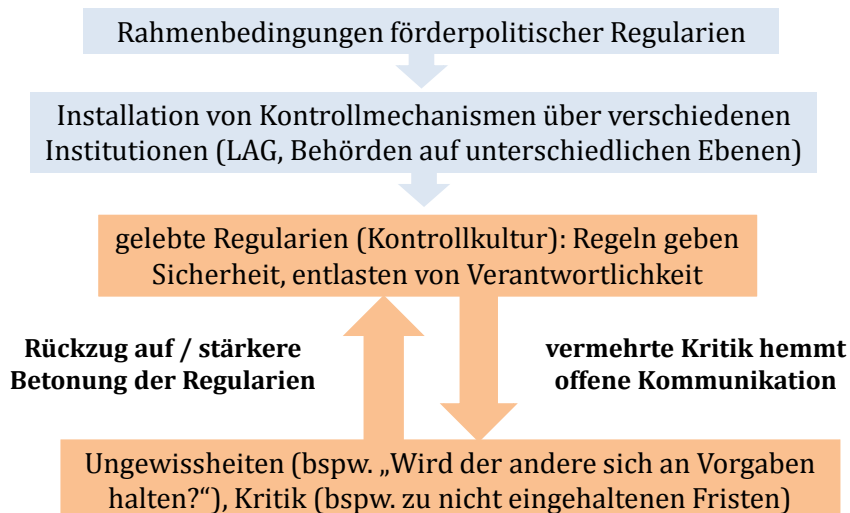 Rahmenbedingungen förderpolitischer Regularien
Installation von Kontrollmechanismen über verschiedenen
Institutionen (LAG, Behörden auf unterschiedlichen Ebenen)
gelebte Regularien (Kontrollkultur): Regeln geben
Sicherheit, entlasten von Verantwortlichkeit
Rückzug auf / stärkere
Betonung der Regularien
vermehrte Kritik hemmt
offene Kommunikation
Ungewissheiten (bspw. „Wird der andere sich an Vorgaben
halten?“), Kritik (bspw. zu nicht eingehaltenen Fristen)